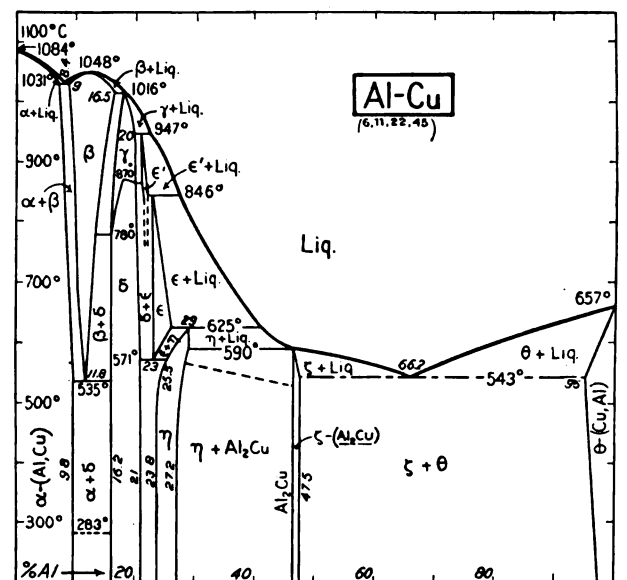 1100°C
1084°
1031°
84
9
1048°
β+Liq.
α+Liq.
16.5
1016°
Al-Cu
(6,11,22,45)
γ+Liq.
20
947°
900°
β
γ
870°
ϵ'
ϵ'+Liq.
846°
α+β
780°
Liq.
700°
β+δ
δ
δ+ϵ
ϵ
ϵ+Liq.
657°
29
625°
ϵ+η
η+Liq.
590°
571°
23
25.5
ζ+Liq
66.2
θ+Liq.
543°
11.8
535°
500°
α-(Al,Cu)
9.8
α+δ
16.2
21
23.8
η
27.2
η+Al₂Cu
Al₂Cu
ζ-(Al₂Cu)
47.5
ζ+θ
θ-(Cu,Al)
300°
283°
%Al
20
40
60
80